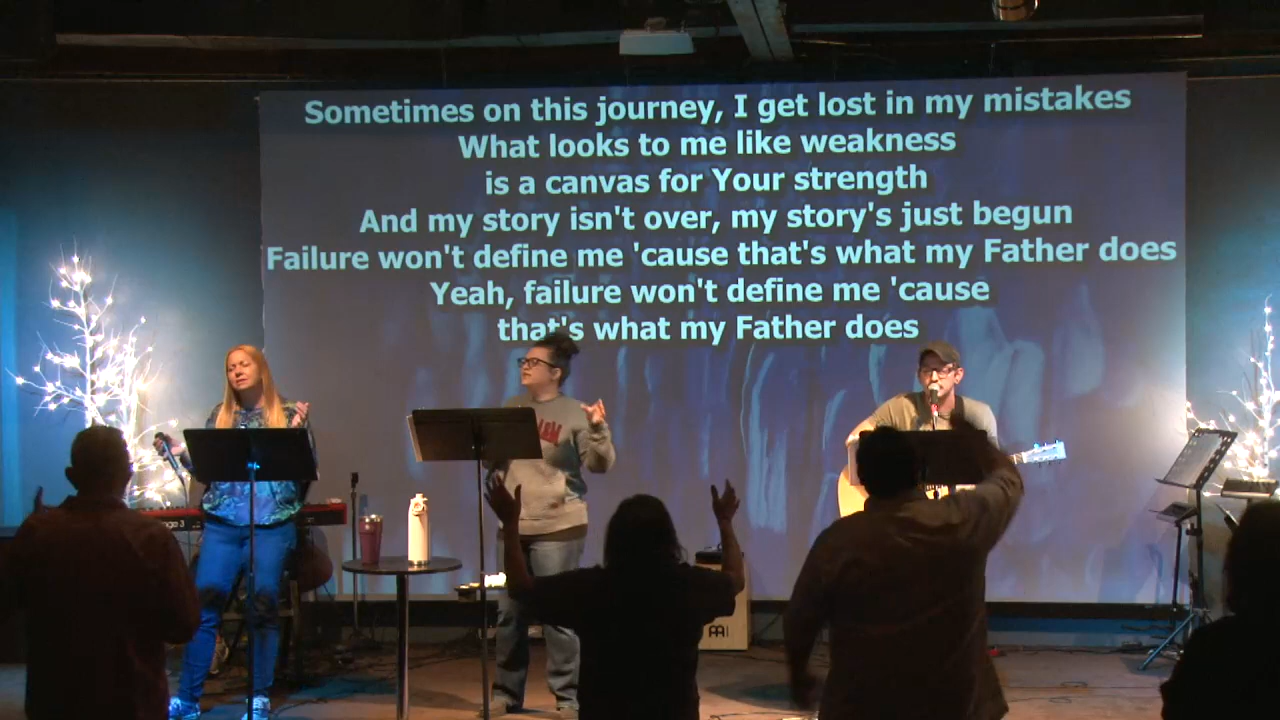 Sometimes on this journey, I get lost in my mistakes
What looks to me like weakness
is a canvas for Your strength
And my story isn't over, my story's just begun
Failure won't define me 'cause that's what my Father does
Yeah, failure won't define me 'cause
that's what my Father does